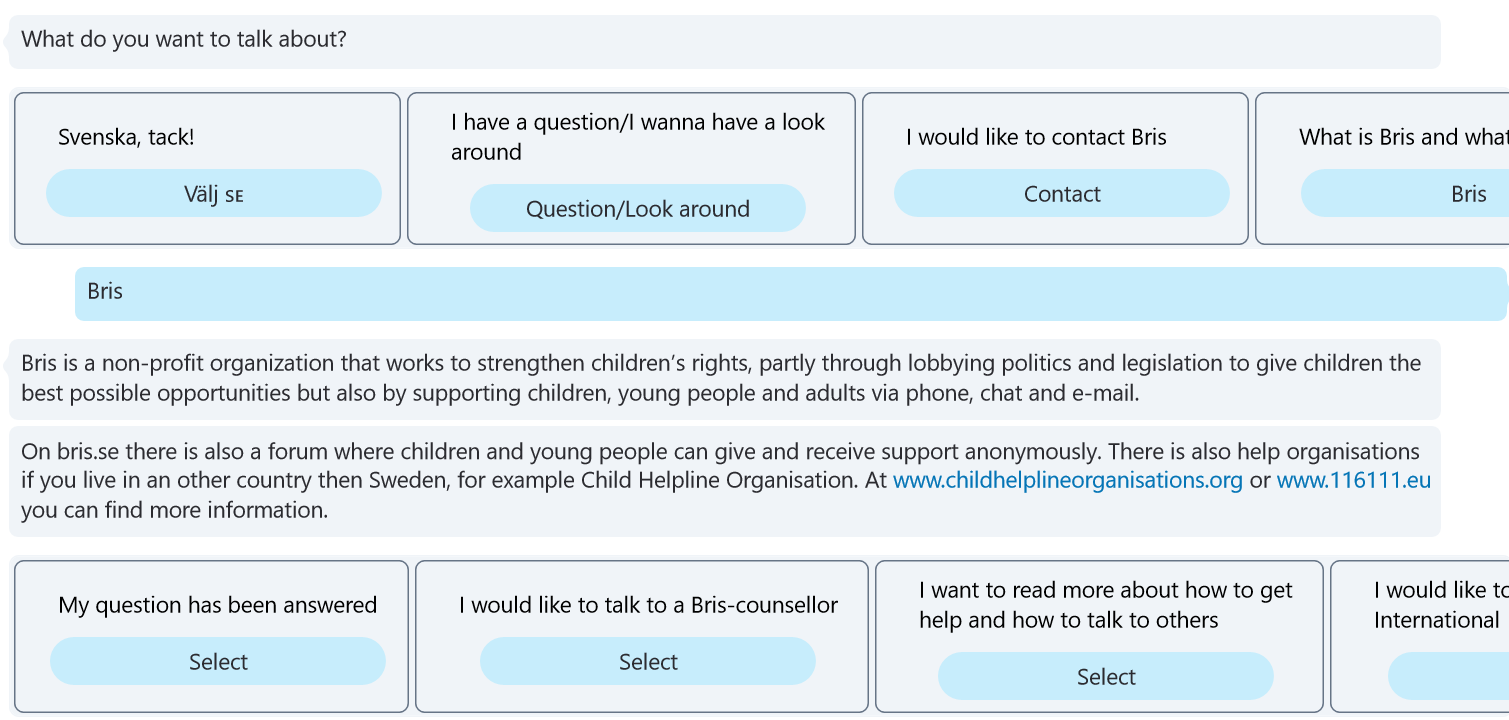 What do you want to talk about?
Svenska, tack!
Välj SE
I have a question/I wanna have a look
around
Question/Look around
I would like to contact Bris
Contact
What is Bris and what
Bris
Bris
Bris is a non-profit organization that works to strengthen children's rights, partly through lobbying politics and legislation to give children the
best possible opportunities but also by supporting children, young people and adults via phone, chat and e-mail.
On bris.se there is also a forum where children and young people can give and receive support anonymously. There is also help organisations
if you live in an other country then Sweden, for example Child Helpline Organisation. At www.childhelplineorganisations.org or www.116111.eu
you can find more information.
My question has been answered
Select
I would like to talk to a Bris-counsellor
Select
I want to read more about how to get
help and how to talk to others
Select
I would like to
International